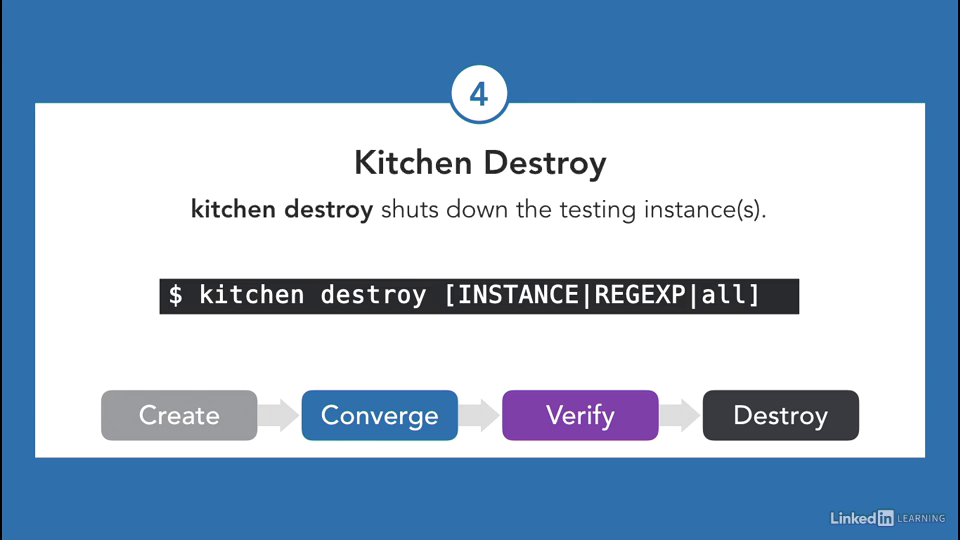 4
Kitchen Destroy
kitchen destroy shuts down the testing instance(s).
$ kitchen destroy [INSTANCE|REGEXP|all]
Create Converge Verify Destroy
Linked in LEARNING